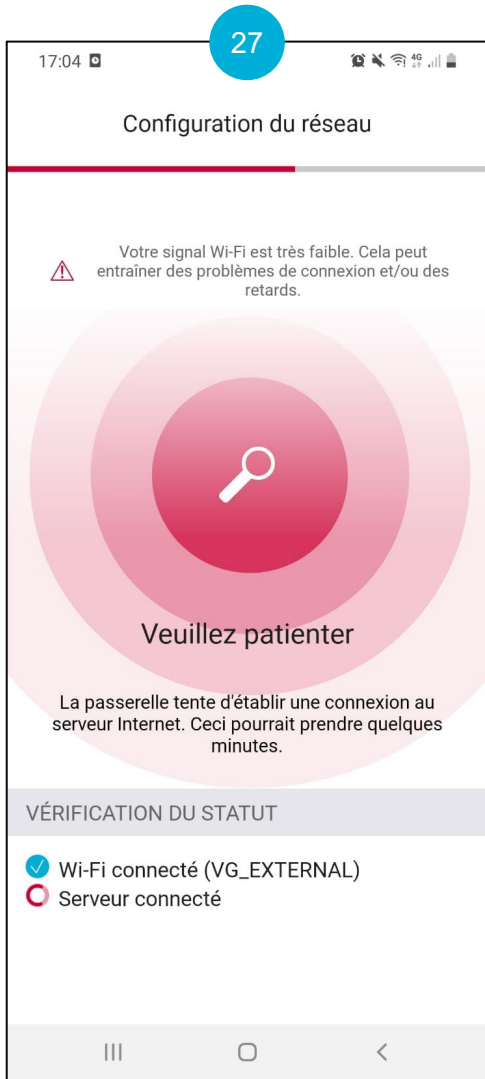 27
17:04
4G
Configuration du réseau
Votre signal Wi-Fi est très faible. Cela peut
entraîner des problèmes de connexion et/ou des
retards.
Veuillez patienter
La passerelle tente d'établir une connexion au
serveur Internet. Ceci pourrait prendre quelques
minutes.
VÉRIFICATION DU STATUT
Wi-Fi connecté (VG_EXTERNAL)
Serveur connecté